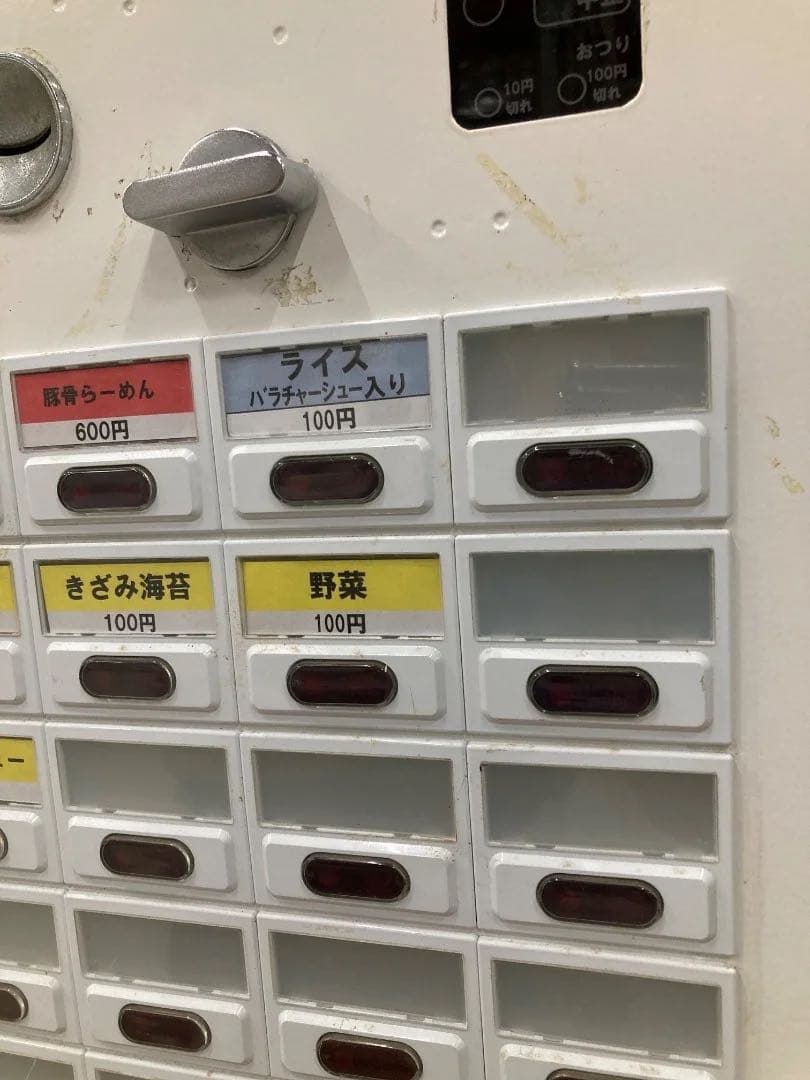 おつり
10円
切れ
100円
切れ
豚骨らーめん
600円
ライス
バラチャーシュー入り
100円
きざみ海苔
100円
野菜
100円
ー